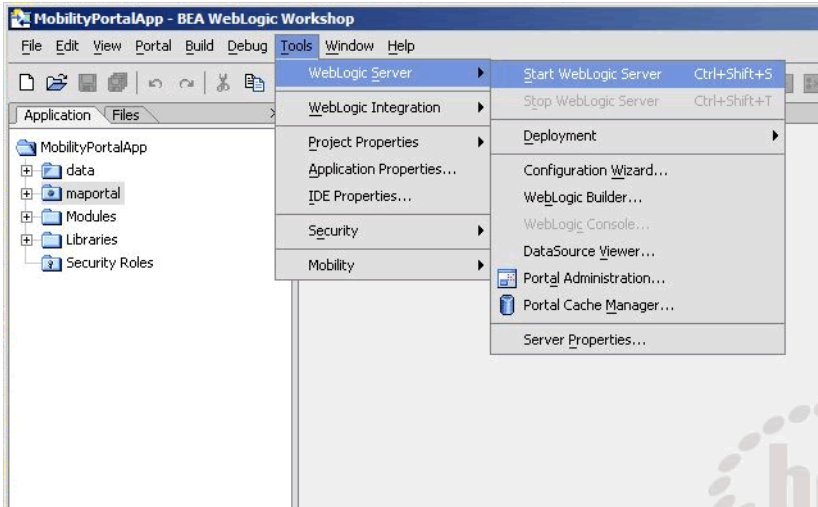 MobilityPortalApp - BEA WebLogic Workshop
File Edit View Portal Build Debug Tools Window Help
WebLogic Server
WebLogic Integration
Project Properties
Application Properties...
IDE Properties...
Security
Mobility
Start WebLogic Server Ctrl+Shift+S
Stop WebLogic Server Ctrl+Shift+T
Deployment
Configuration Wizard...
WebLogic Builder...
WebLogic Console...
DataSource Viewer...
Portal Administration...
Portal Cache Manager...
Server Properties...
Application Files
MobilityPortalApp
data
maportal
Modules
Libraries
Security Roles